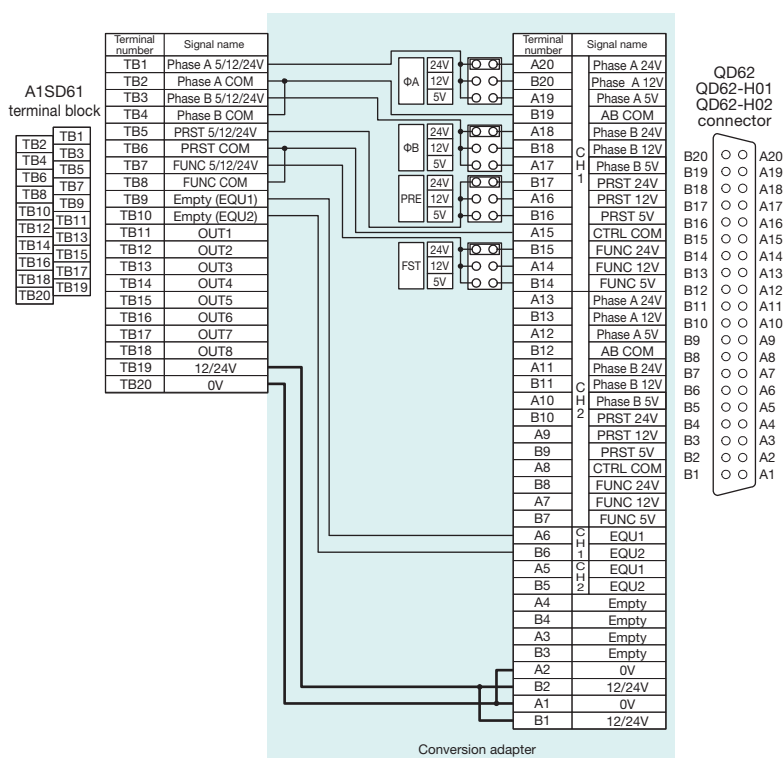 A1SD61
terminal block
TB2 TB1
TB4 TB3
TB6 TB5
TB8 TB7
TB10 TB9
TB12 TB11
TB14 TB13
TB16 TB15
TB18 TB17
TB20 TB19
Terminal number Signal name
TB1 Phase A 5/12/24V
TB2 Phase A COM
TB3 Phase B 5/12/24V
TB4 Phase B COM
TB5 PRST 5/12/24V
TB6 PRST COM
TB7 FUNC 5/12/24V
TB8 FUNC COM
TB9 Empty (EQU1)
TB10 Empty (EQU2)
TB11 OUT1
TB12 OUT2
TB13 OUT3
TB14 OUT4
TB15 OUT5
TB16 OUT6
TB17 OUT7
TB18 OUT8
TB19 12/24V
TB20 0V
ΦA 24V 12V 5V
ΦB 24V 12V 5V
PRE 24V 12V 5V
FST 24V 12V 5V
Terminal number Signal name
CH1
A20 Phase A 24V
B20 Phase A 12V
A19 Phase A 5V
B19 AB COM
A18 Phase B 24V
B18 Phase B 12V
A17 Phase B 5V
B17 PRST 24V
A16 PRST 12V
B16 PRST 5V
A15 CTRL COM
B15 FUNC 24V
A14 FUNC 12V
B14 FUNC 5V
CH2
A13 Phase A 24V
B13 Phase A 12V
A12 Phase A 5V
B12 AB COM
A11 Phase B 24V
B11 Phase B 12V
A10 Phase B 5V
B10 PRST 24V
A9 PRST 12V
B9 PRST 5V
A8 CTRL COM
B8 FUNC 24V
A7 FUNC 12V
B7 FUNC 5V
CH1
A6 EQU1
B6 EQU2
CH2
A5 EQU1
B5 EQU2
A4 Empty
B4 Empty
A3 Empty
B3 Empty
A2 0V
B2 12/24V
A1 0V
B1 12/24V
Conversion adapter
QD62
QD62-H01
QD62-H02
connector
B20 A20
B19 A19
B18 A18
B17 A17
B16 A16
B15 A15
B14 A14
B13 A13
B12 A12
B11 A11
B10 A10
B9 A9
B8 A8
B7 A7
B6 A6
B5 A5
B4 A4
B3 A3
B2 A2
B1 A1